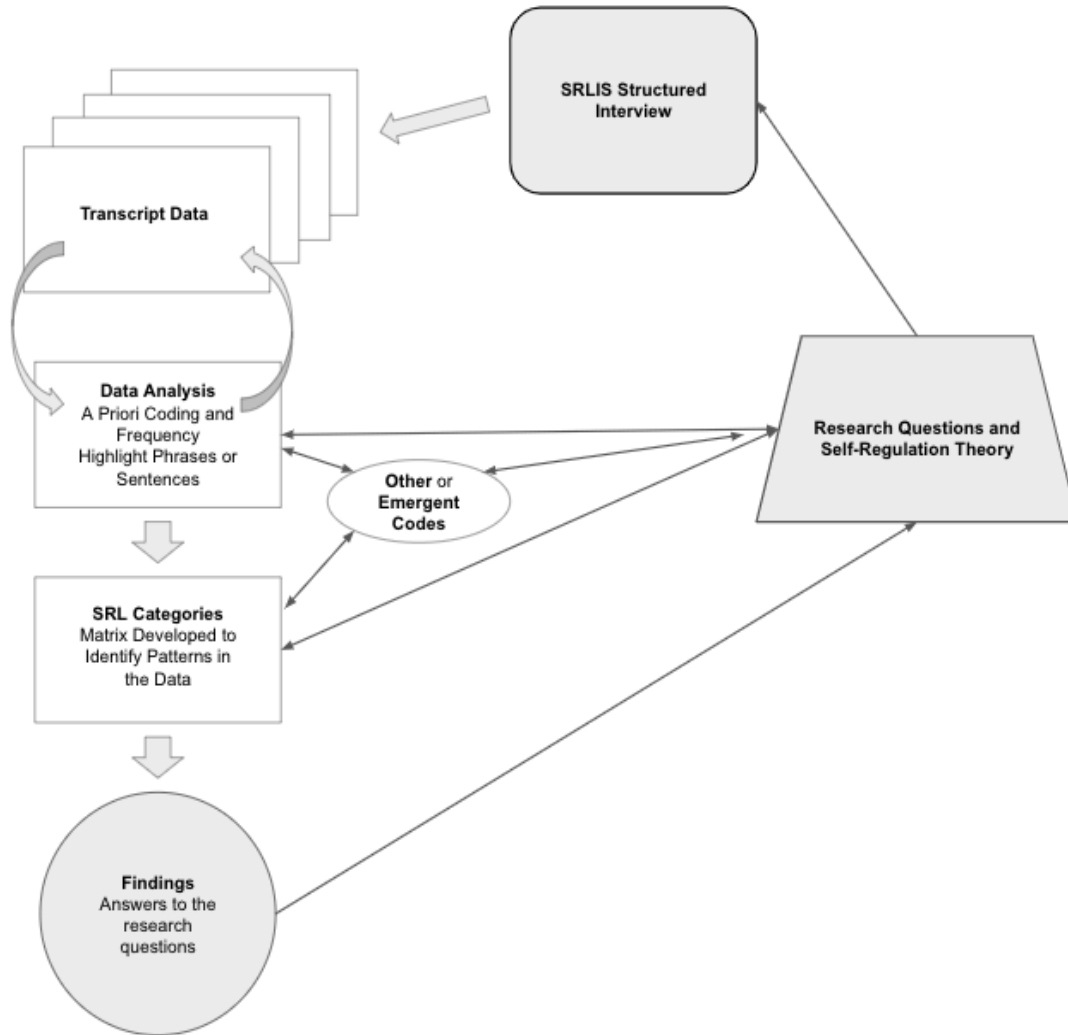 SRLIS Structured
Interview
Transcript Data
Data Analysis
A Priori Coding and
Frequency
Highlight Phrases or
Sentences
Research Questions and
Self-Regulation Theory
Other or
Emergent
Codes
SRL Categories
Matrix Developed to
Identify Patterns in
the Data
Findings
Answers to the
research
questions